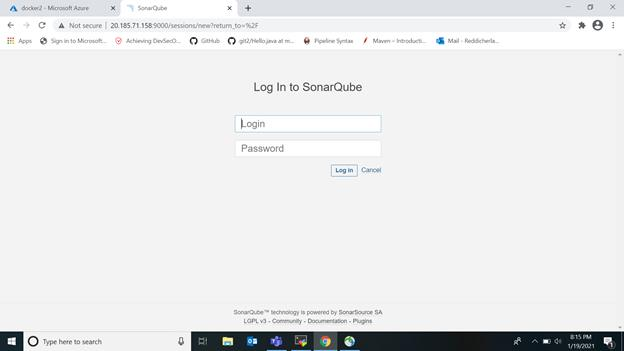 docker2 - Microsoft Azure
SonarQube
Not secure | 20.185.71.158:9000/sessions/new?return_to=%2F
Apps Sign in to Microsoft... Achieving DevSecO... GitHub git2/Hello.java at m... Pipeline Syntax Maven – Introducti... Mail - Reddicherla...
Log In to SonarQube
Login
Password
Log in Cancel
SonarQube™ technology is powered by SonarSource SA
LGPL v3 - Community - Documentation - Plugins
Type here to search
8:15 PM
1/19/2021